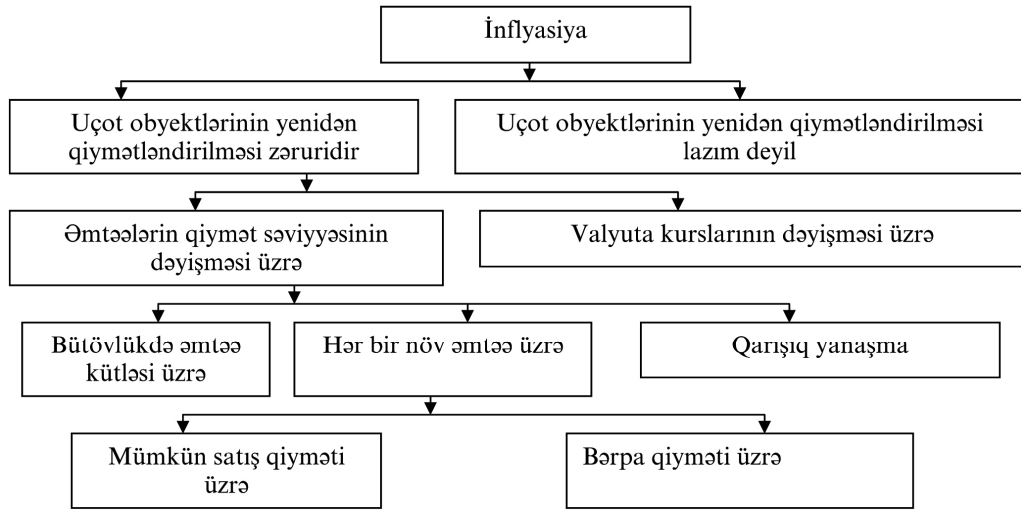 İnflyasiya
Uçot obyektlərinin yenidən
qiymətləndirilməsi zəruridir
Uçot obyektlərinin yenidən qiymətləndirilməsi
lazım deyil
Əmtəələrin qiymət səviyyəsinin
dəyişməsi üzrə
Valyuta kurslarının dəyişməsi üzrə
Bütövlükdə əmtəə
kütləsi üzrə
Hər bir növ əmtəə üzrə
Qarışıq yanaşma
Mümkün satış qiyməti
üzrə
Bərpa qiyməti üzrə